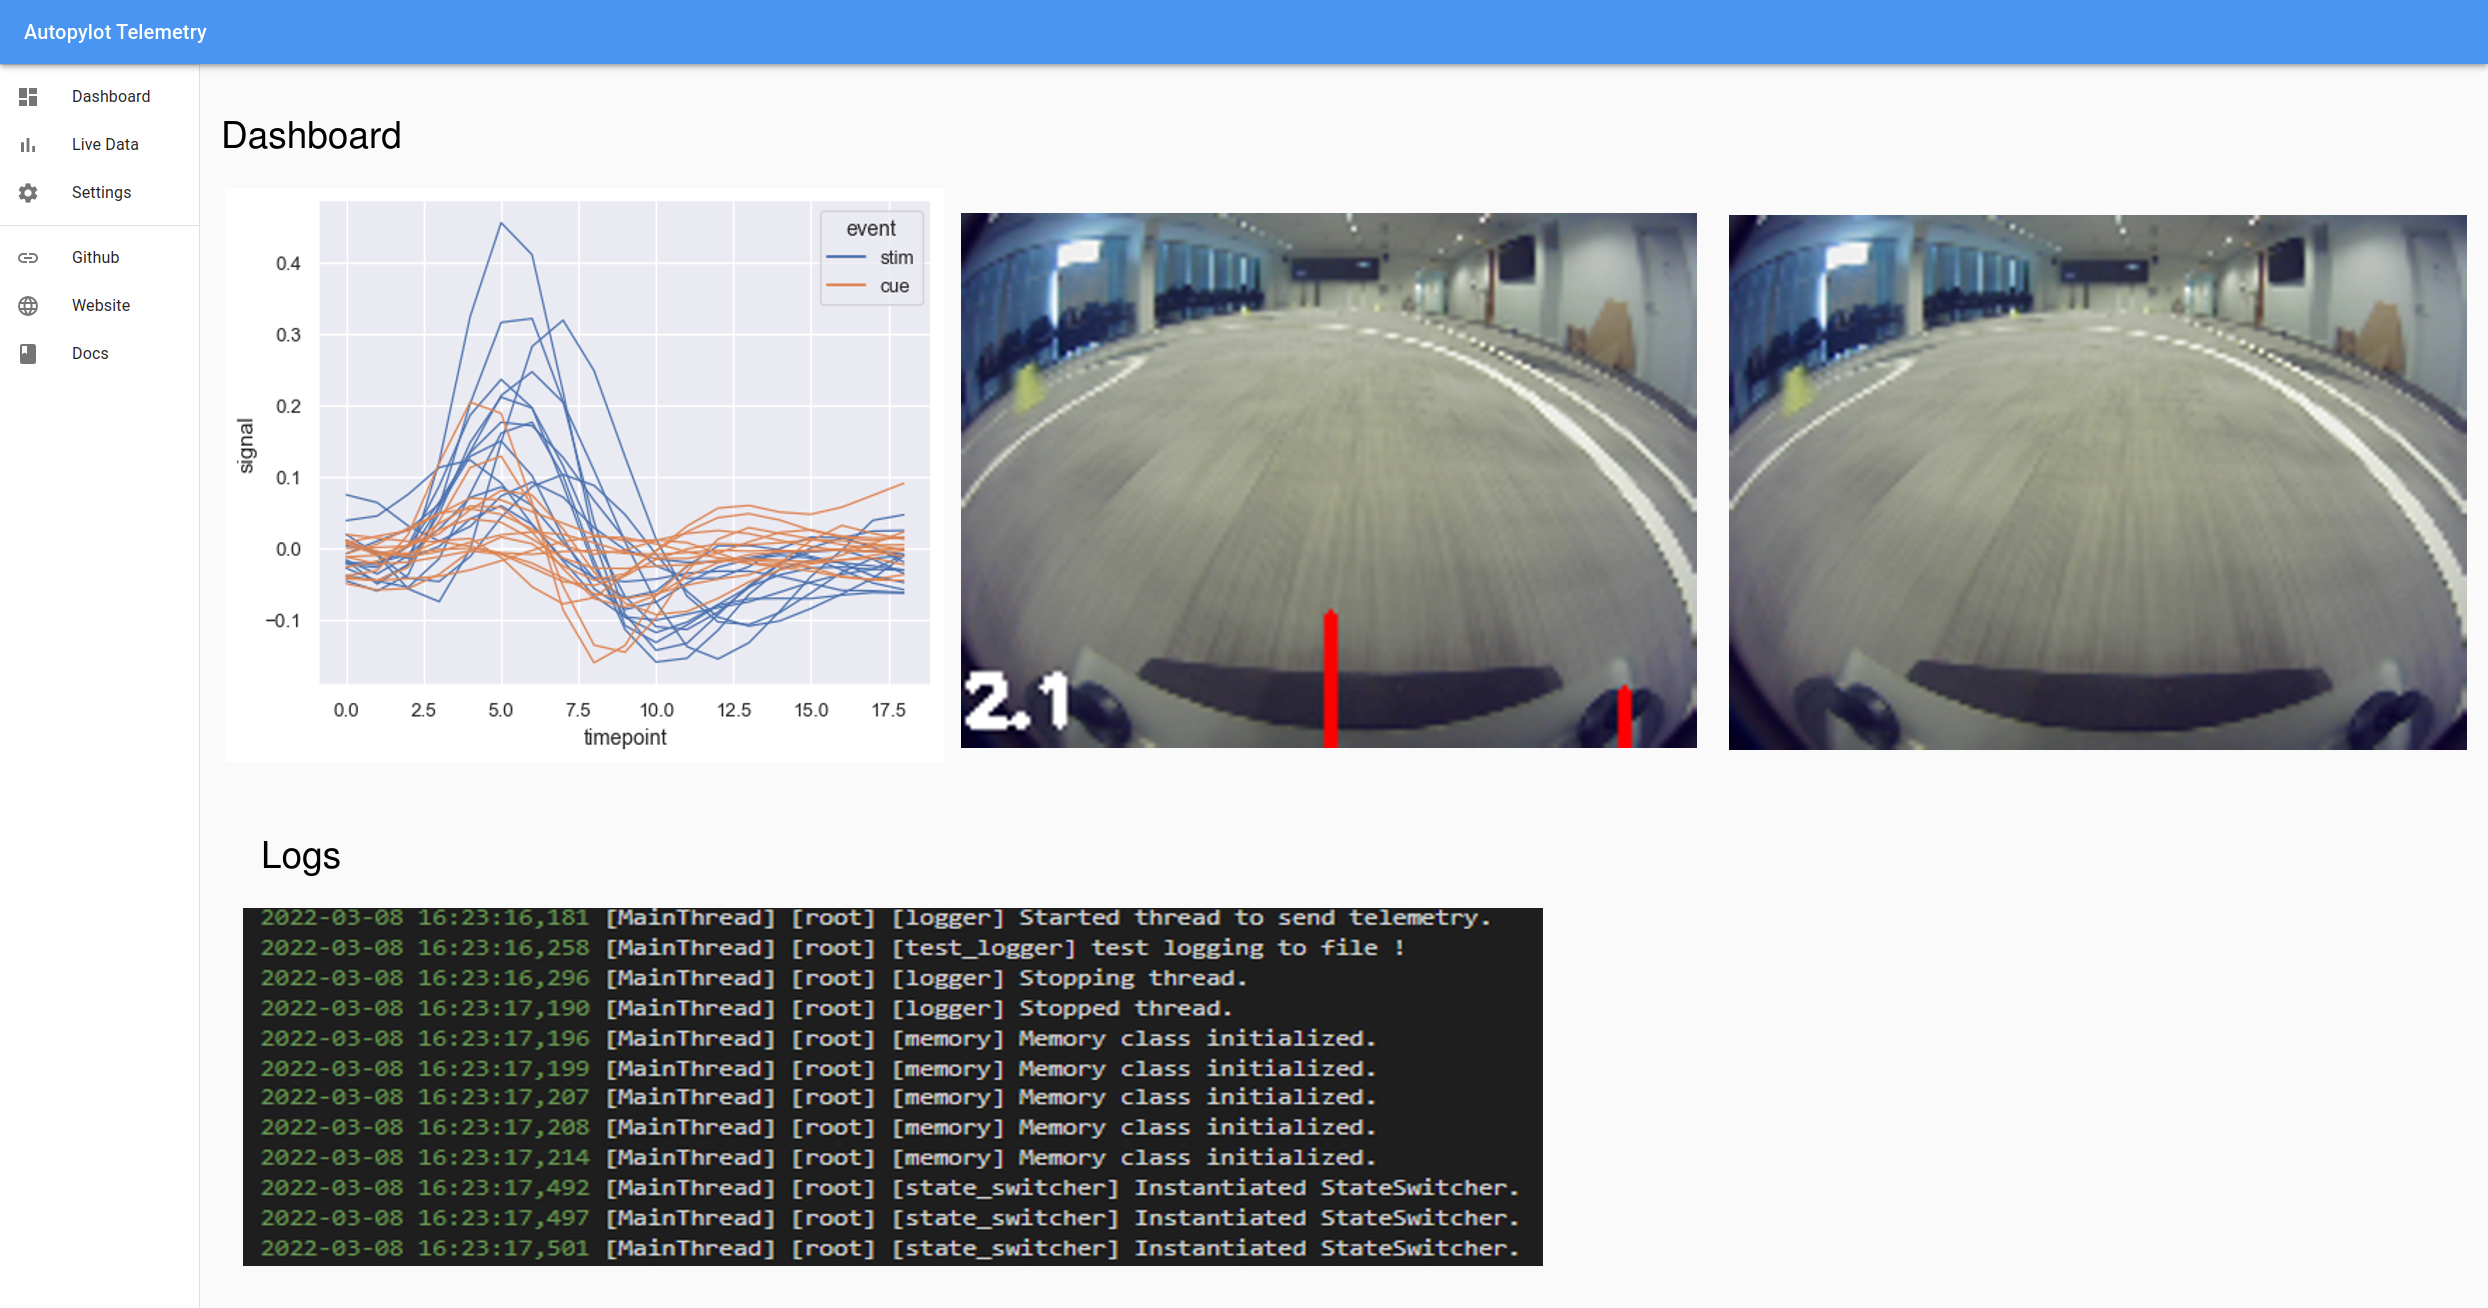 Autopylot Telemetry
Dashboard
Live Data
Settings
Github
Website
Docs
Dashboard
event
stim
cue
0.4
0.3
0.2
0.1
0.0
−0.1
signal
0.0 2.5 5.0 7.5 10.0 12.5 15.0 17.5
timepoint
2.1
Logs
2022-03-08 16:23:16,181 [MainThread] [root] [logger] Started thread to send telemetry.
2022-03-08 16:23:16,258 [MainThread] [root] [test_logger] test logging to file !
2022-03-08 16:23:16,296 [MainThread] [root] [logger] Stopping thread.
2022-03-08 16:23:17,190 [MainThread] [root] [logger] Stopped thread.
2022-03-08 16:23:17,196 [MainThread] [root] [memory] Memory class initialized.
2022-03-08 16:23:17,199 [MainThread] [root] [memory] Memory class initialized.
2022-03-08 16:23:17,207 [MainThread] [root] [memory] Memory class initialized.
2022-03-08 16:23:17,208 [MainThread] [root] [memory] Memory class initialized.
2022-03-08 16:23:17,214 [MainThread] [root] [memory] Memory class initialized.
2022-03-08 16:23:17,492 [MainThread] [root] [state_switcher] Instantiated StateSwitcher.
2022-03-08 16:23:17,497 [MainThread] [root] [state_switcher] Instantiated StateSwitcher.
2022-03-08 16:23:17,501 [MainThread] [root] [state_switcher] Instantiated StateSwitcher.